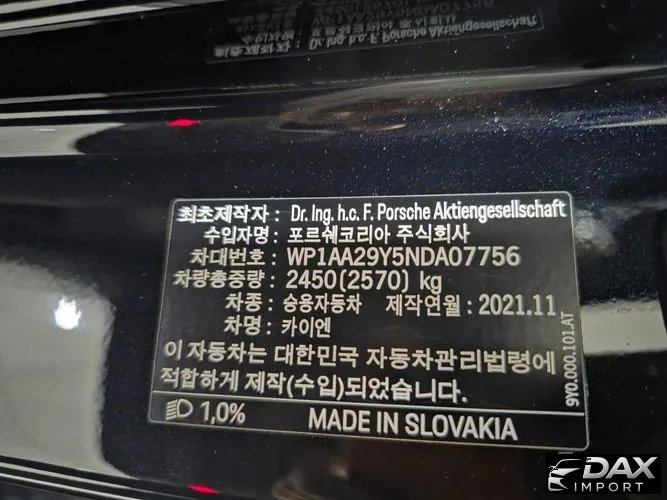 최초제작자 : Dr. Ing. h.c. F. Porsche Aktiengesellschaft
수입자명 : 포르쉐코리아 주식회사
차대번호 : WP1AA29Y5NDA07756
차량총중량 : 2450(2570) kg
차종 : 승용자동차 제작연월 : 2021.11
차명 : 카이엔
이 자동차는 대한민국 자동차관리법령에
적합하게 제작(수입)되었습니다.
1,0% MADE IN SLOVAKIA
9Y0.000.101.AT
DAX
IMPORT